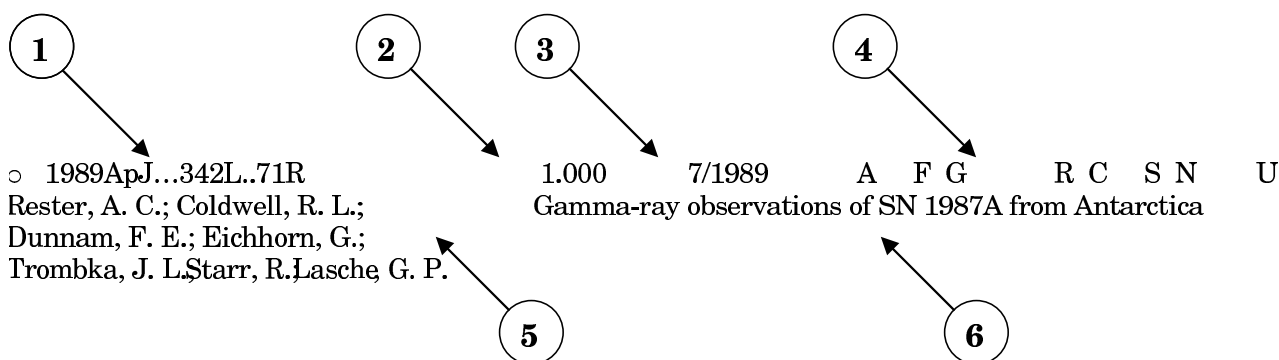 1 2 3 4
○ 1989ApJ...342L..71R 1.000 7/1989 A F G R C S N U
Rester, A. C.; Coldwell, R. L.; Gamma-ray observations of SN 1987A from Antarctica
Dunnam, F. E.; Eichhorn, G.;
Trombka, J. L.;Starr, R.;Lasche, G. P.
5 6